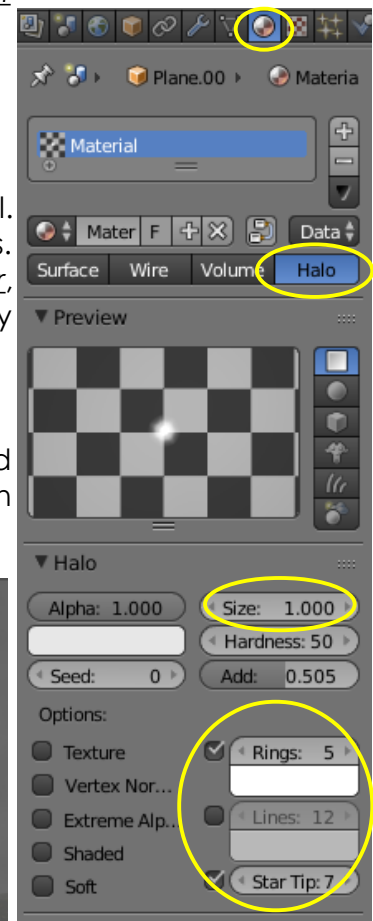 Plane.00 Materia
Material
l.
Mater F Data
s.
Surface Wire Volume Halo
r,
y
Preview
d
n
Halo
Alpha: 1.000 Size: 1.000
Hardness: 50
Seed: 0 Add: 0.505
Options:
Texture Rings: 5
Vertex Nor...
Extreme Alp... Lines: 12
Shaded
Soft Star Tip: 7